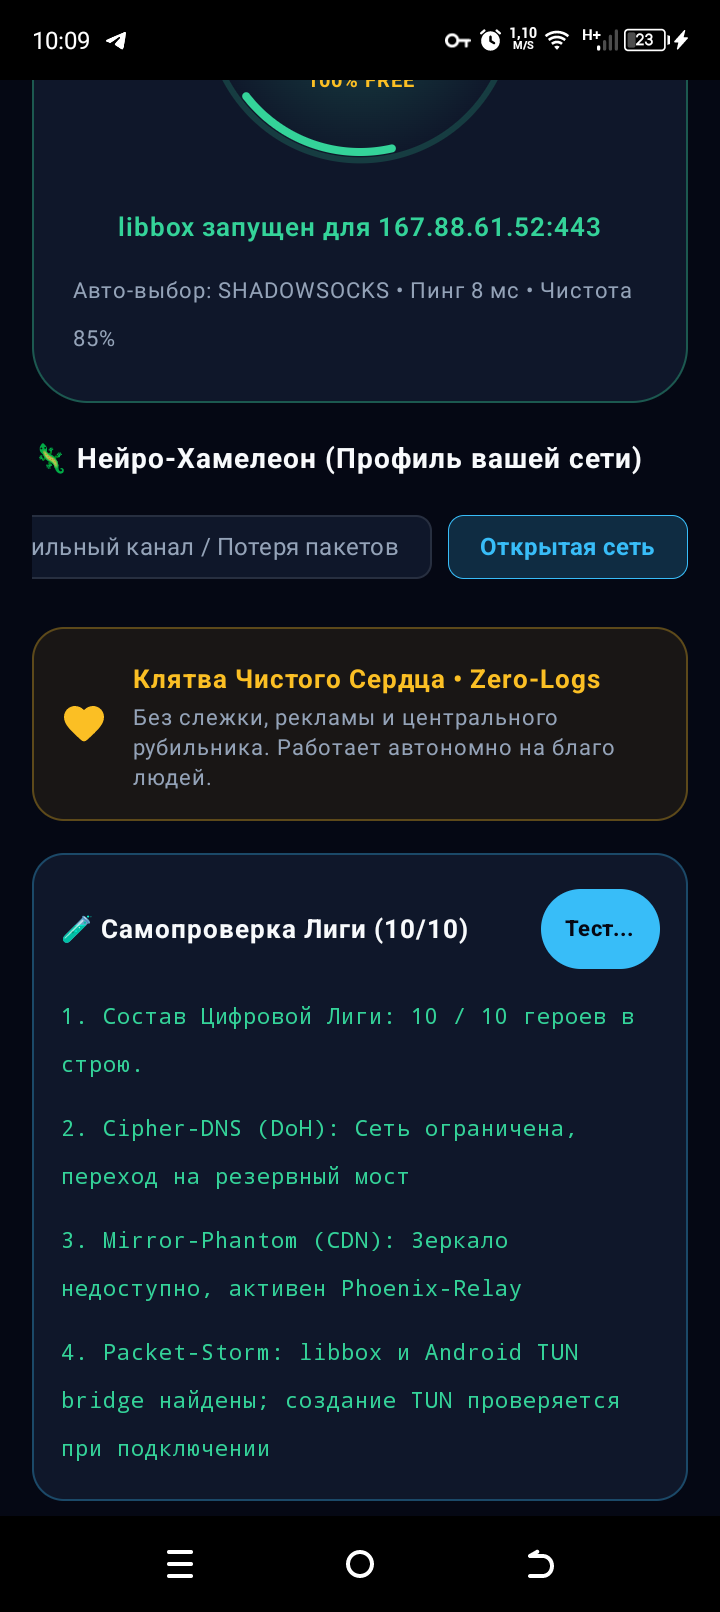 10:09
1,10 M/S
H+
23
100% FREE
libbox запущен для 167.88.61.52:443
Авто-выбор: SHADOWSOCKS • Пинг 8 мс • Чистота
85%
🦎 Нейро-Хамелеон (Профиль вашей сети)
ильный канал / Потеря пакетов
Открытая сеть
Клятва Чистого Сердца • Zero-Logs
Без слежки, рекламы и центрального
рубильника. Работает автономно на благо
людей.
🧪 Самопроверка Лиги (10/10)
Тест...
1. Состав Цифровой Лиги: 10 / 10 героев в
строю.
2. Cipher-DNS (DoH): Сеть ограничена,
переход на резервный мост
3. Mirror-Phantom (CDN): Зеркало
недоступно, активен Phoenix-Relay
4. Packet-Storm: libbox и Android TUN
bridge найдены; создание TUN проверяется
при подключении